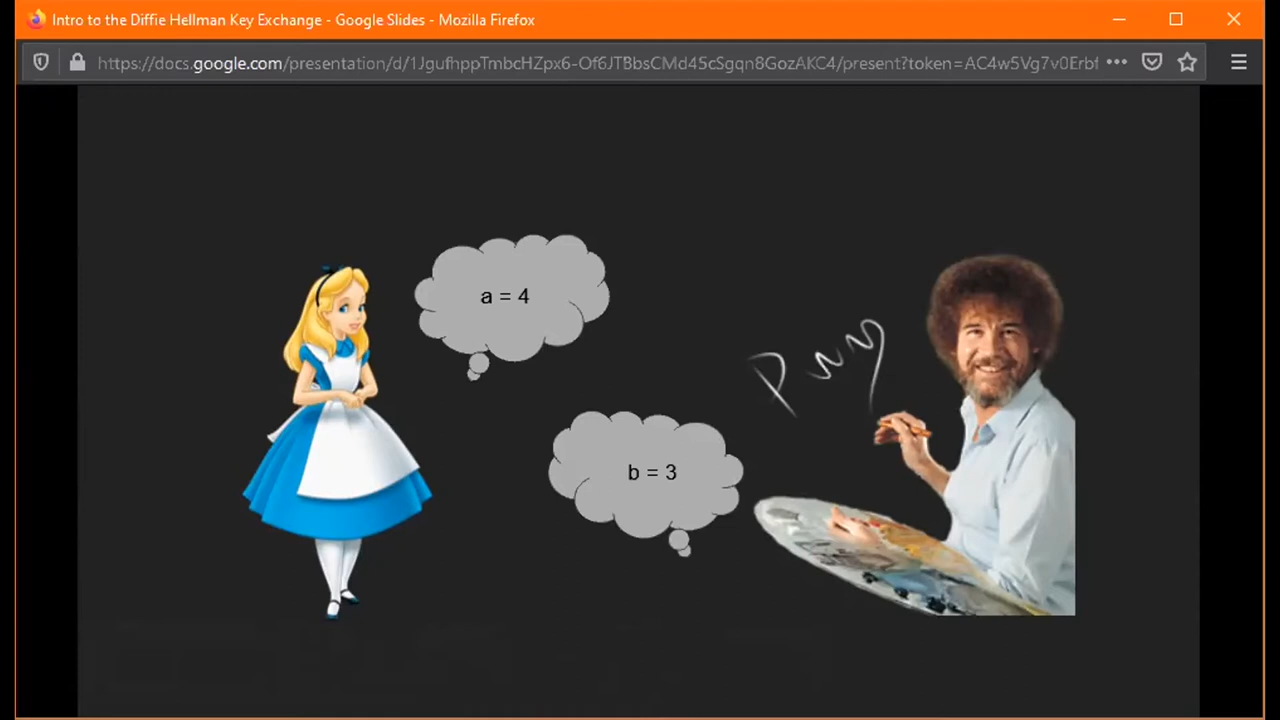 Intro to the Diffie Hellman Key Exchange - Google Slides - Mozilla Firefox
https://docs.google.com/presentation/d/1JgufhppTmbcHZpx6-Of6JTBbsCMd45cSgqn8GozAKC4/present?token=AC4w5Vg7v0Erbf
a = 4
b = 3